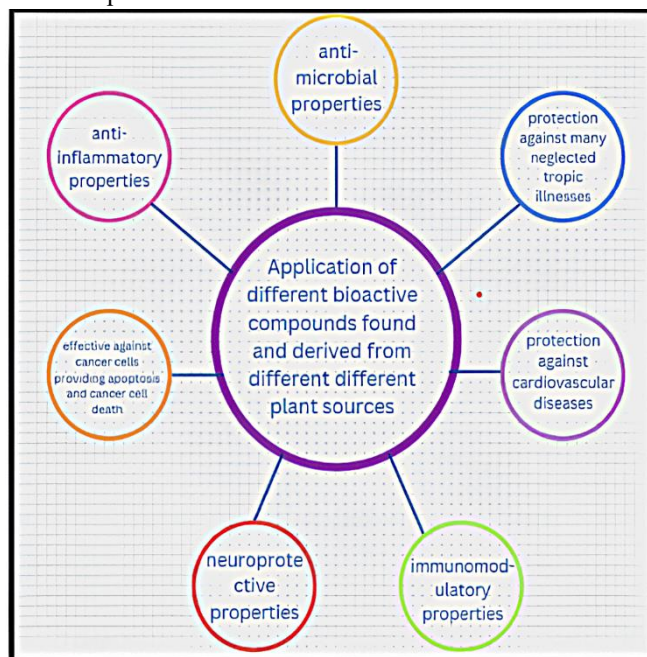 anti-
microbial
properties
anti-
inflammatory
properties
protection
against many
neglected
tropic
illnesses
Application of
different bioactive
compounds found
and derived from
different different
plant sources
effective against
cancer cells
providing apoptosis
and cancer cell
death
protection
against
cardiovascular
diseases
neuroprote
ctive
properties
immunomod-
ulatory
properties